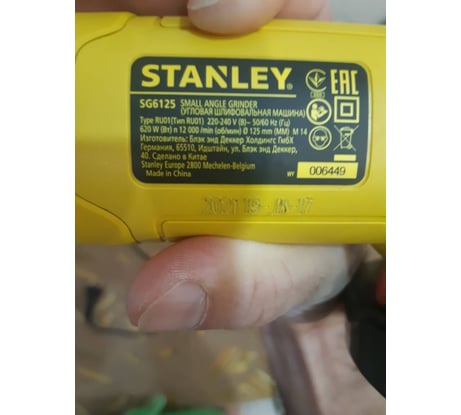 STANLEY®
SG6125 SMALL ANGLE GRINDER
(УГЛОВАЯ ШЛИФОВАЛЬНАЯ МАШИНА)
Type RU01(Тип RU01) 220-240 V (В)~ 50/60 Hz (Гц)
620 W (Вт) n 12 000 /min (об/мин) Ø 125 mm (ММ) M 14
Изготовитель: Блэк энд Деккер Холдингс ГмбХ
Германия, 65510, Идштайн, ул. Блэк энд Деккер,
40. Сделано в Китае
Stanley Europe 2800 Mechelen-Belgium
Made in China
EAC
WY 006449